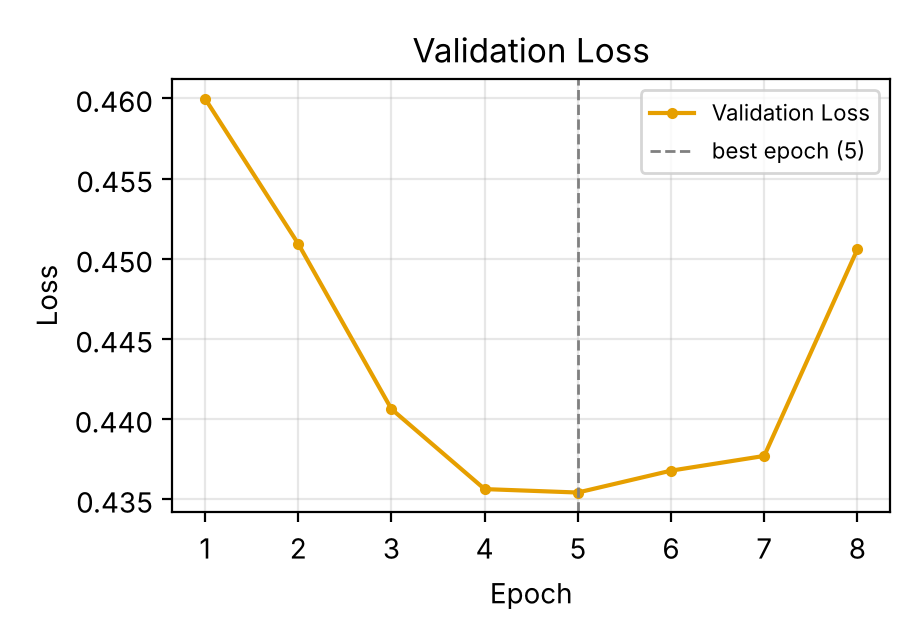 Validation Loss
Validation Loss
best epoch (5)
Loss
0.460
0.455
0.450
0.445
0.440
0.435
1 2 3 4 5 6 7 8
Epoch